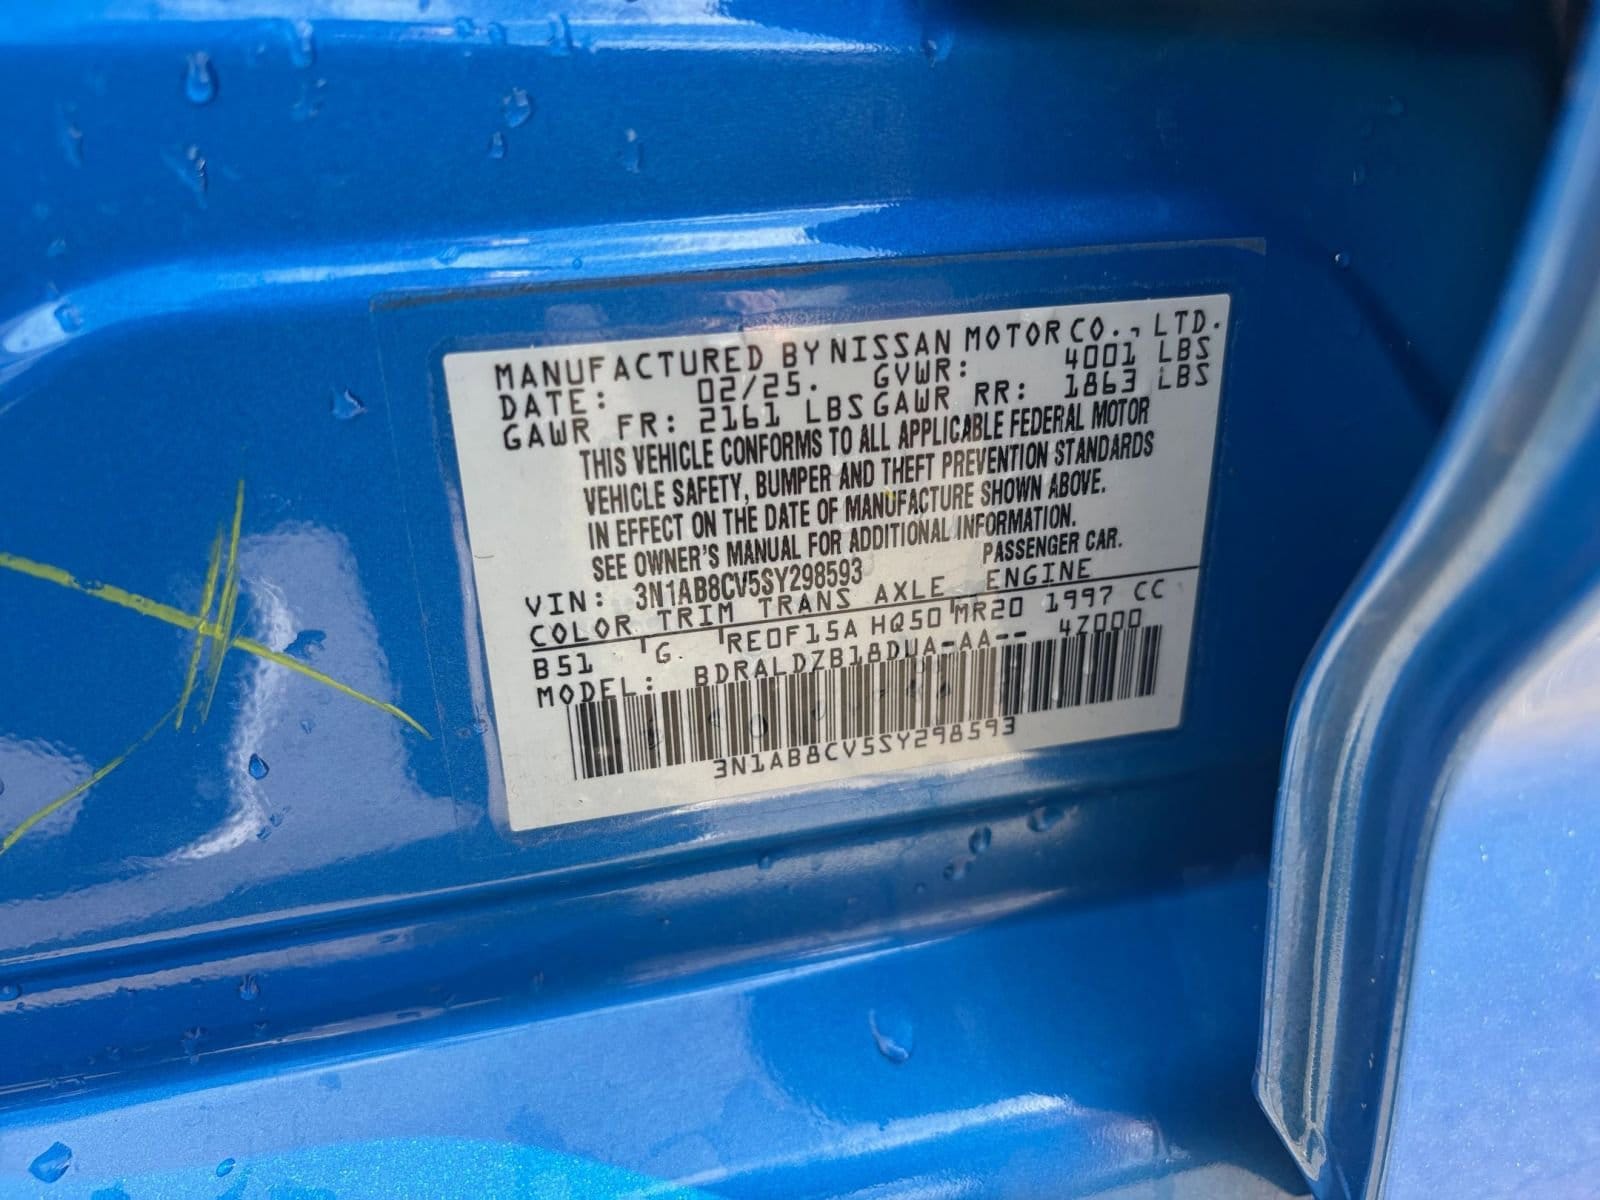 MANUFACTURED BY NISSAN MOTOR CO., LTD.
DATE: 02/25. GVWR: 4001 LBS
GAWR FR: 2161 LBS GAWR RR: 1863 LBS
THIS VEHICLE CONFORMS TO ALL APPLICABLE FEDERAL MOTOR
VEHICLE SAFETY, BUMPER AND THEFT PREVENTION STANDARDS
IN EFFECT ON THE DATE OF MANUFACTURE SHOWN ABOVE.
SEE OWNER'S MANUAL FOR ADDITIONAL INFORMATION.
PASSENGER CAR.
VIN: 3N1AB8CV5SY298593
COLOR TRIM TRANS AXLE ENGINE
B51 G RE0F15A HQ50 MR20 1997 CC
MODEL: BDRALDZB18DUA-AA-- 4Z000
3N1AB8CV5SY298593